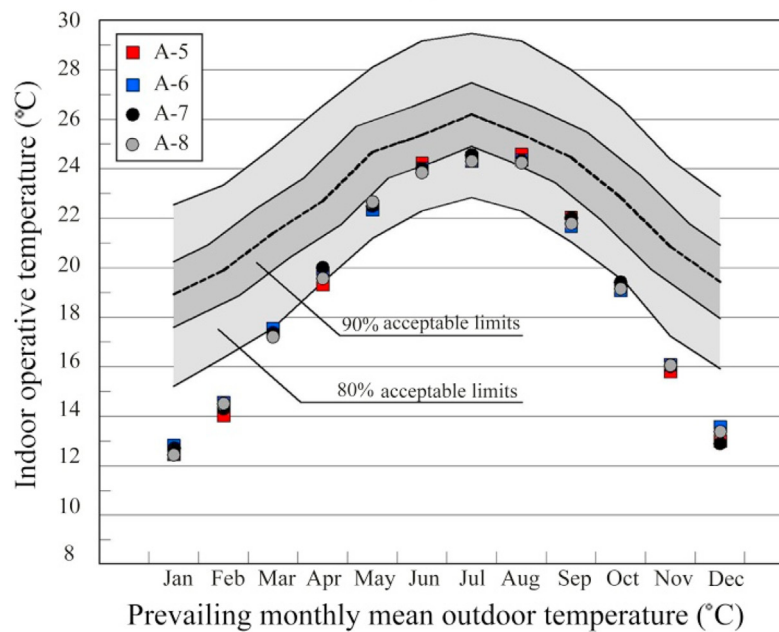 30
28
26
24
22
20
18
16
14
12
10
8
Indoor operative temperature (°C)
A-5
A-6
A-7
A-8
90% acceptable limits
80% acceptable limits
Jan Feb Mar Apr May Jun Jul Aug Sep Oct Nov Dec
Prevailing monthly mean outdoor temperature (°C)